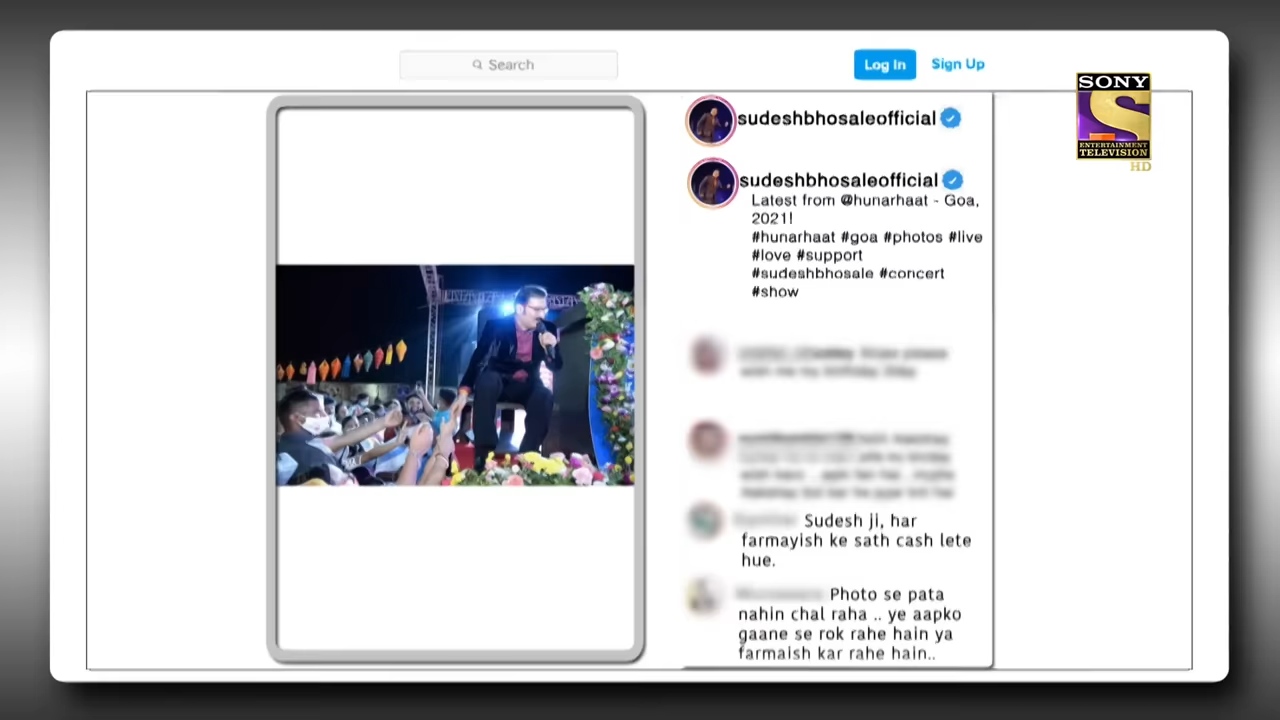 Search
Log In
Sign Up
SONY
ENTERTAINMENT
TELEVISION
HD
sudeshbhosaleofficial
sudeshbhosaleofficial
Latest from @hunarhaat - Goa,
2021!
#hunarhaat #goa #photos #live
#love #support
#sudeshbhosale #concert
#show
Sudesh ji, har
farmayish ke sath cash lete
hue.
Photo se pata
nahin chal raha .. ye aapko
gaane se rok rahe hain ya
farmaish kar rahe hain..